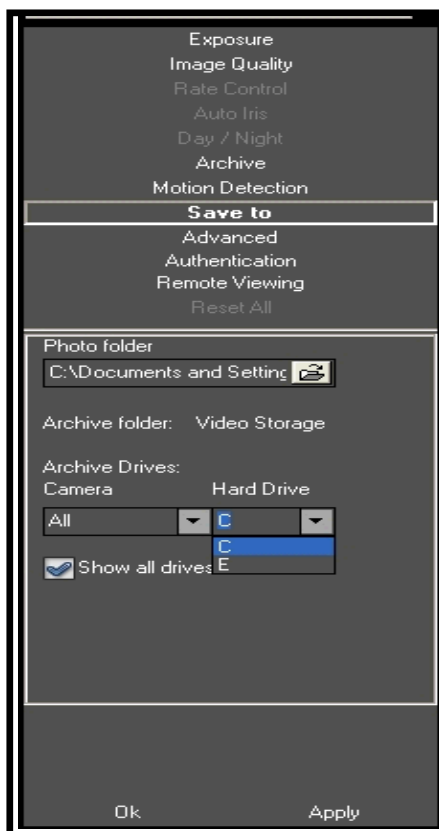 Exposure
Image Quality
Rate Control
Auto Iris
Day / Night
Archive
Motion Detection
Save to
Advanced
Authentication
Remote Viewing
Reset All
Photo folder
C:\Documents and Setting
Archive folder: Video Storage
Archive Drives:
Camera Hard Drive
All C
C
Show all drives E
Ok Apply